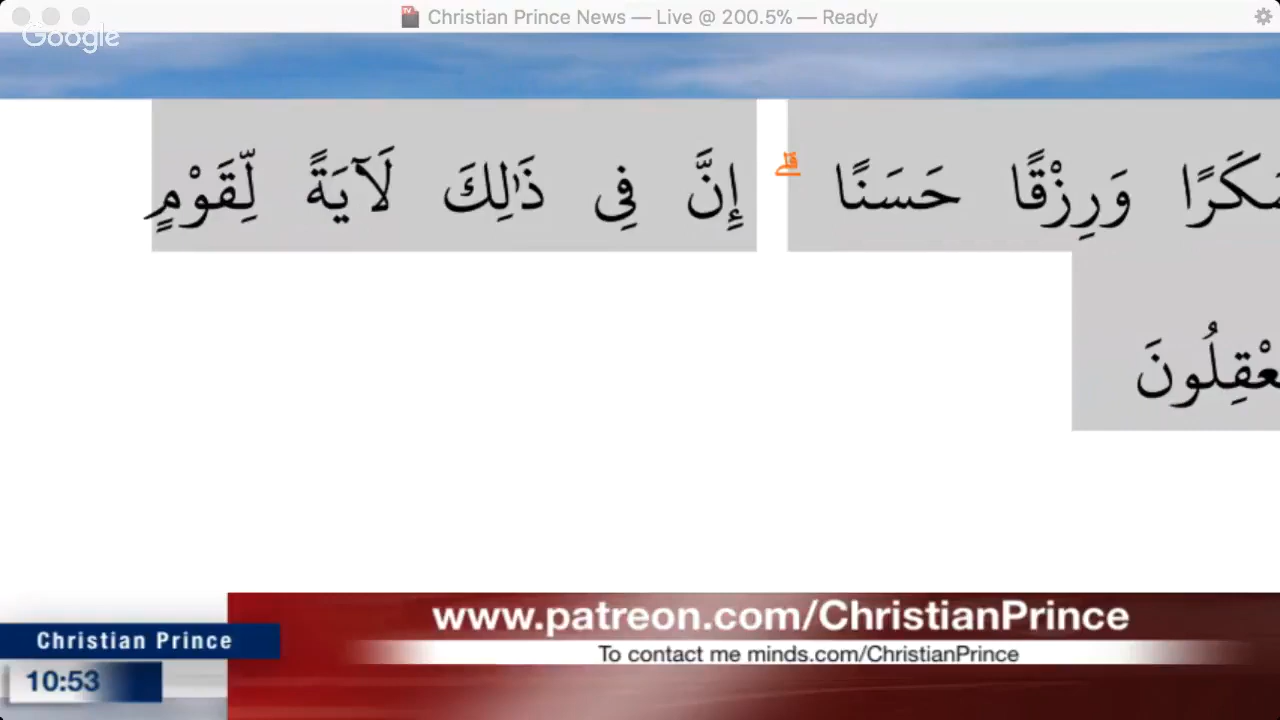 Christian Prince News — Live @ 200.5% — Ready
Google
وَرِزْقًا حَسَنًا ۗ إِنَّ فِى ذَٰلِكَ لَآيَةً لِّقَوْمٍ
www.patreon.com/ChristianPrince
To contact me minds.com/ChristianPrince
Christian Prince
10:53